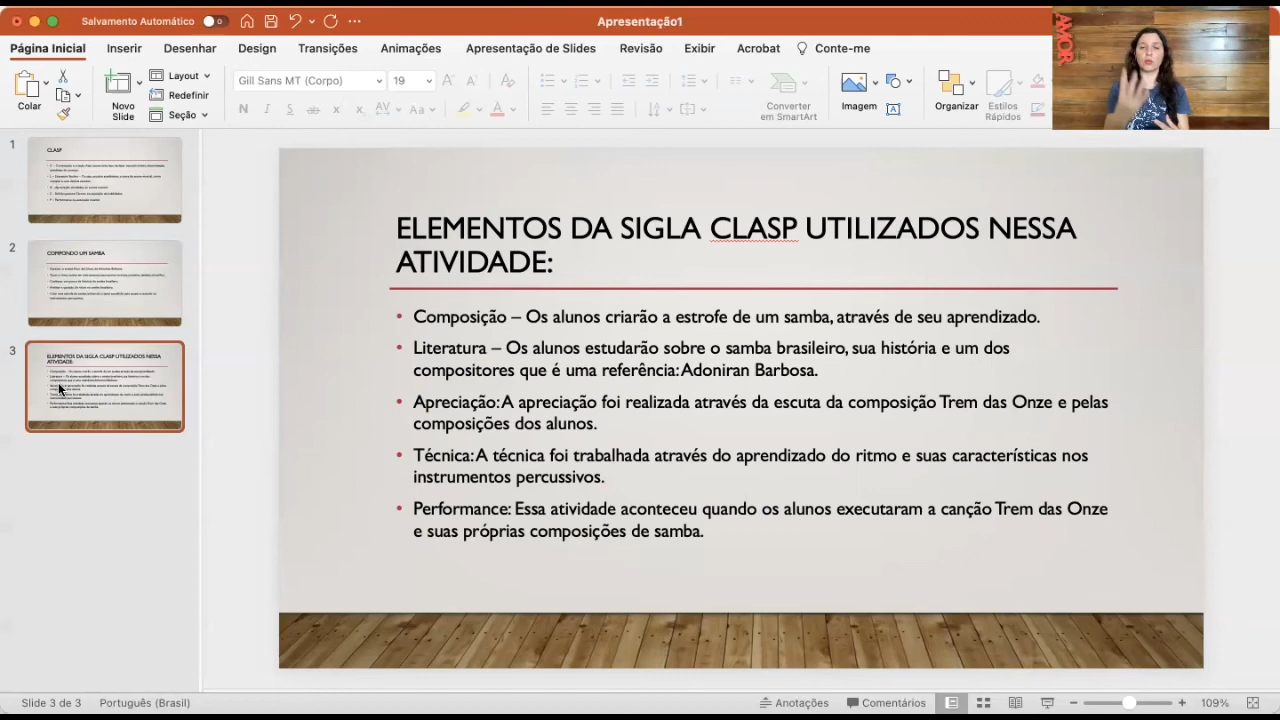 Salvamento Automático
Apresentação1
Página Inicial
Inserir
Desenhar
Design
Transições
Animações
Apresentação de Slides
Revisão
Exibir
Acrobat
Conte-me
AMOR
Colar
Novo
Slide
Layout
Redefinir
Seção
Gill Sans MT (Corpo)
19
Converter
em SmartArt
Imagem
Organizar
Estilos
Rápidos
1
CLASP
2
COMPONDO UM SAMBA
3
ELEMENTOS DA SIGLA CLASP UTILIZADOS NESSA
ATIVIDADE:
ELEMENTOS DA SIGLA CLASP UTILIZADOS NESSA
ATIVIDADE:
• Composição – Os alunos criarão a estrofe de um samba, através de seu aprendizado.
• Literatura – Os alunos estudarão sobre o samba brasileiro, sua história e um dos
compositores que é uma referência: Adoniran Barbosa.
• Apreciação: A apreciação foi realizada através da escuta da composição Trem das Onze e pelas
composições dos alunos.
• Técnica: A técnica foi trabalhada através do aprendizado do ritmo e suas características nos
instrumentos percussivos.
• Performance: Essa atividade aconteceu quando os alunos executaram a canção Trem das Onze
e suas próprias composições de samba.
Slide 3 de 3
Português (Brasil)
Anotações
Comentários
109%